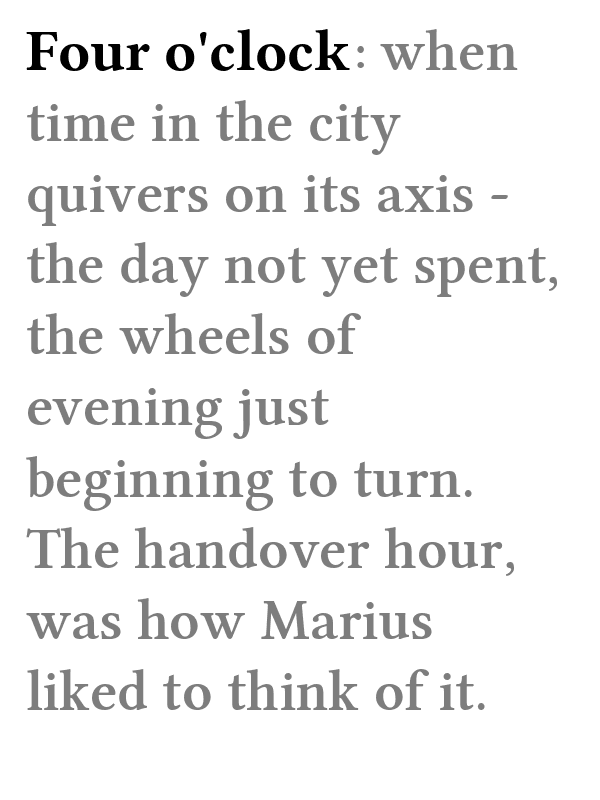 Four o'clock: when
time in the city
quivers on its axis -
the day not yet spent,
the wheels of
evening just
beginning to turn.
The handover hour,
was how Marius
liked to think of it.